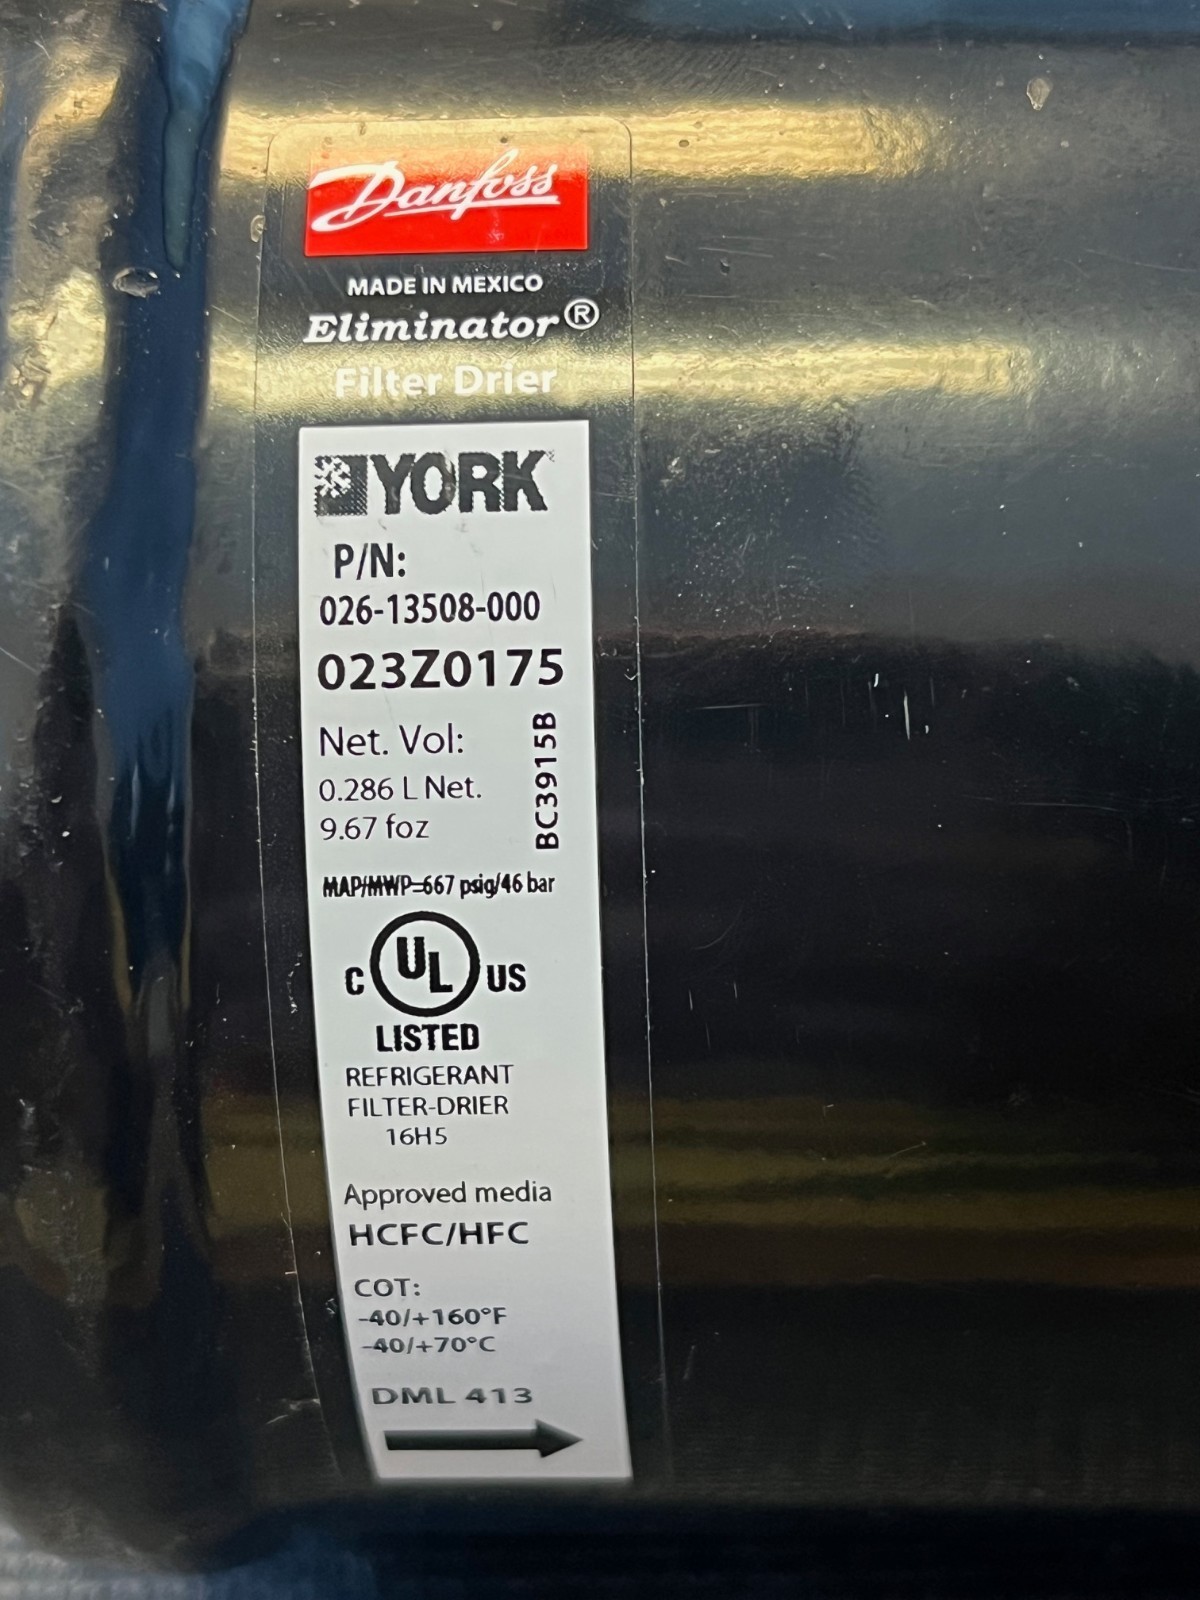 Danfoss
MADE IN MEXICO
Eliminator®
Filter Drier
YORK
P/N:
026-13508-000
023Z0175
Net. Vol:
0.286 L Net.
9.67 foz
BC3915B
MAP/MWP=667 psig/46 bar
C UL US
LISTED
REFRIGERANT
FILTER-DRIER
16H5
Approved media
HCFC/HFC
COT:
-40/+160°F
-40/+70°C
DML 413